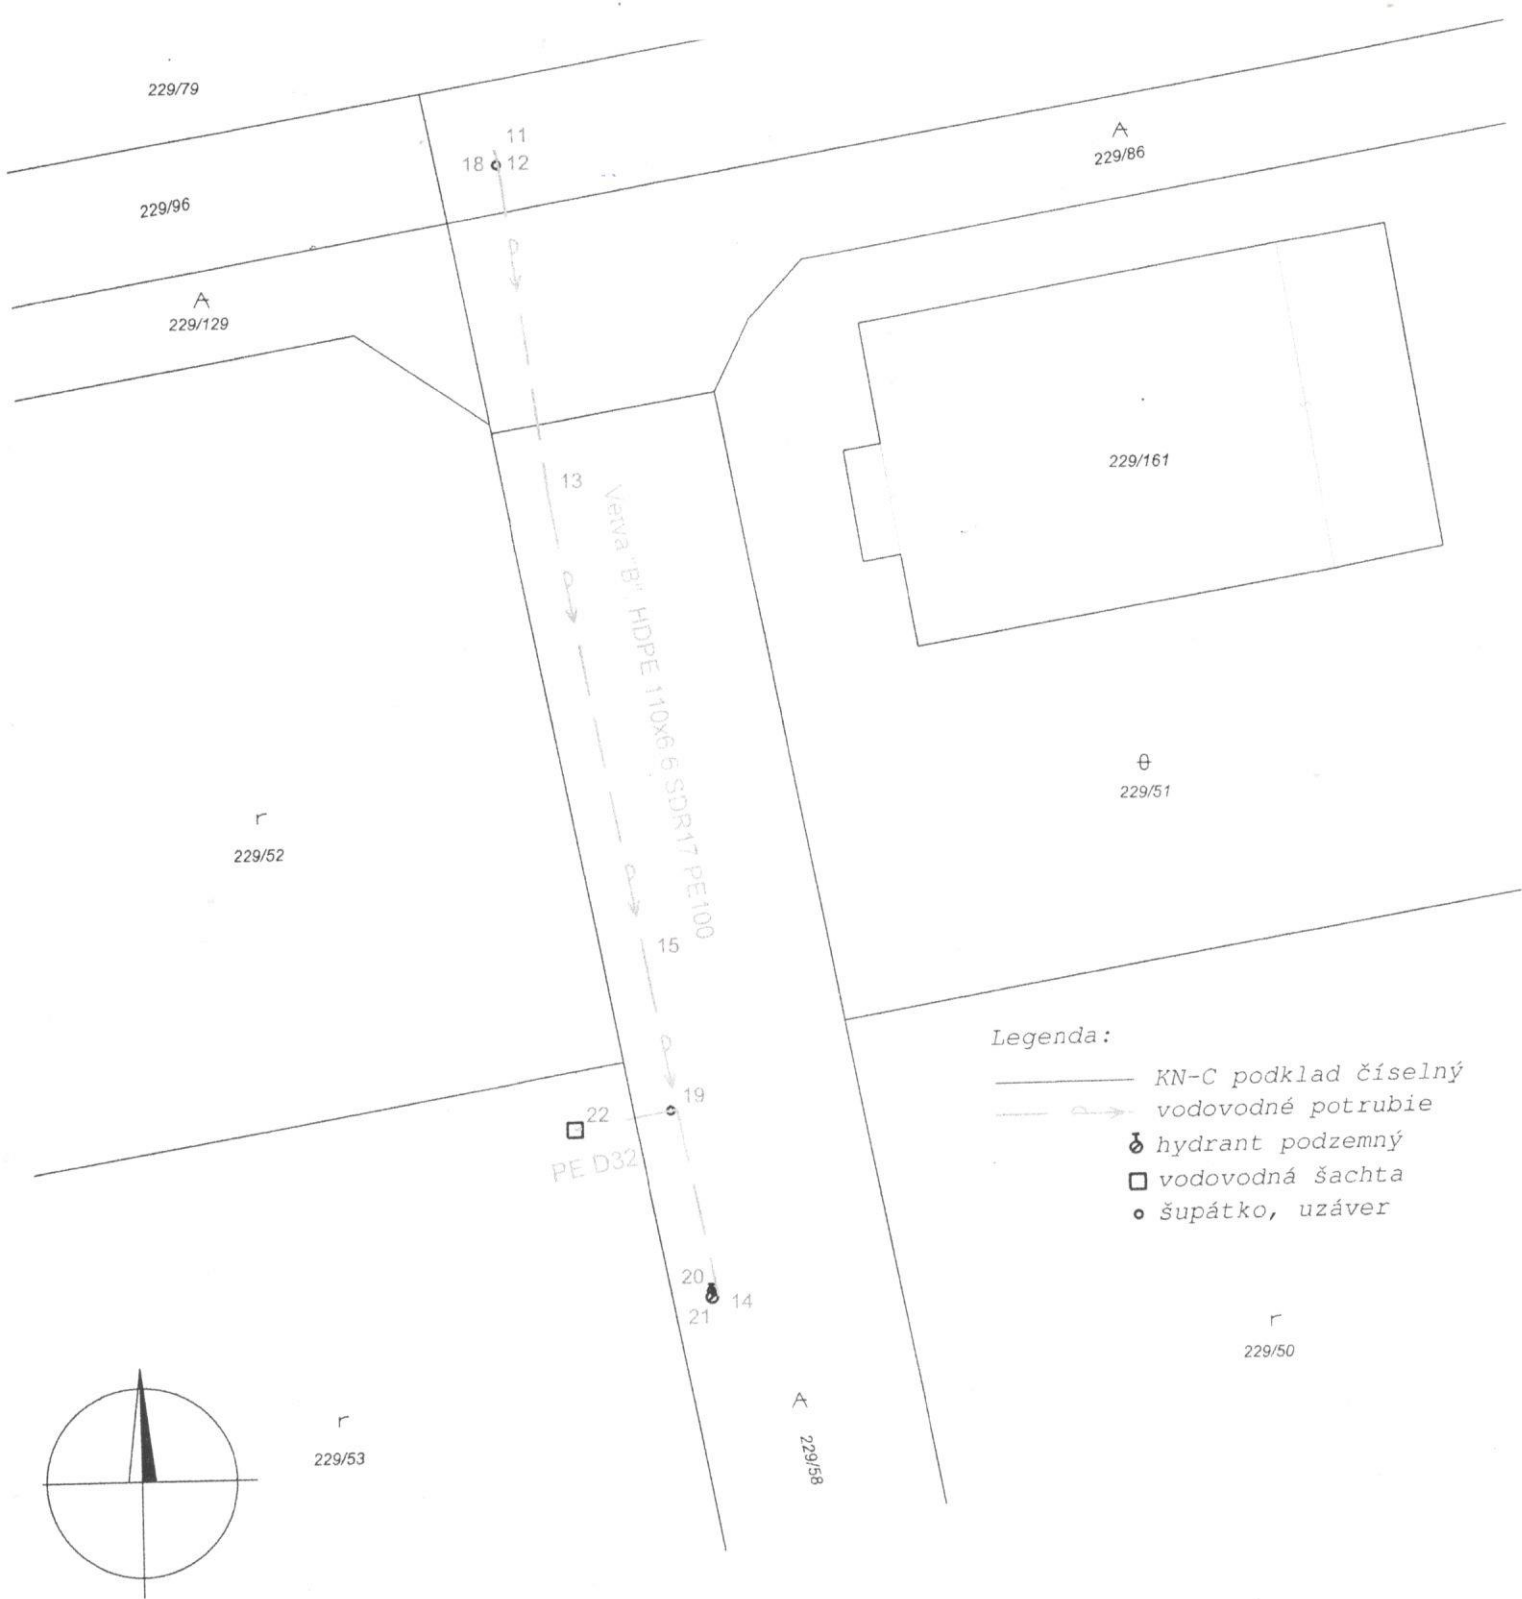 229/79
11
18 12
A
229/86
229/96
A
229/129
13
229/161
Vetva "B", HDPE 110x6.6 SDR17 PE100
θ
229/51
r
229/52
15
Legenda:
KN-C podklad číselný
vodovodné potrubie
hydrant podzemný
vodovodná šachta
šupátko, uzáver
19
22
PE D32
20
14
21
r
229/50
A
229/58
r
229/53